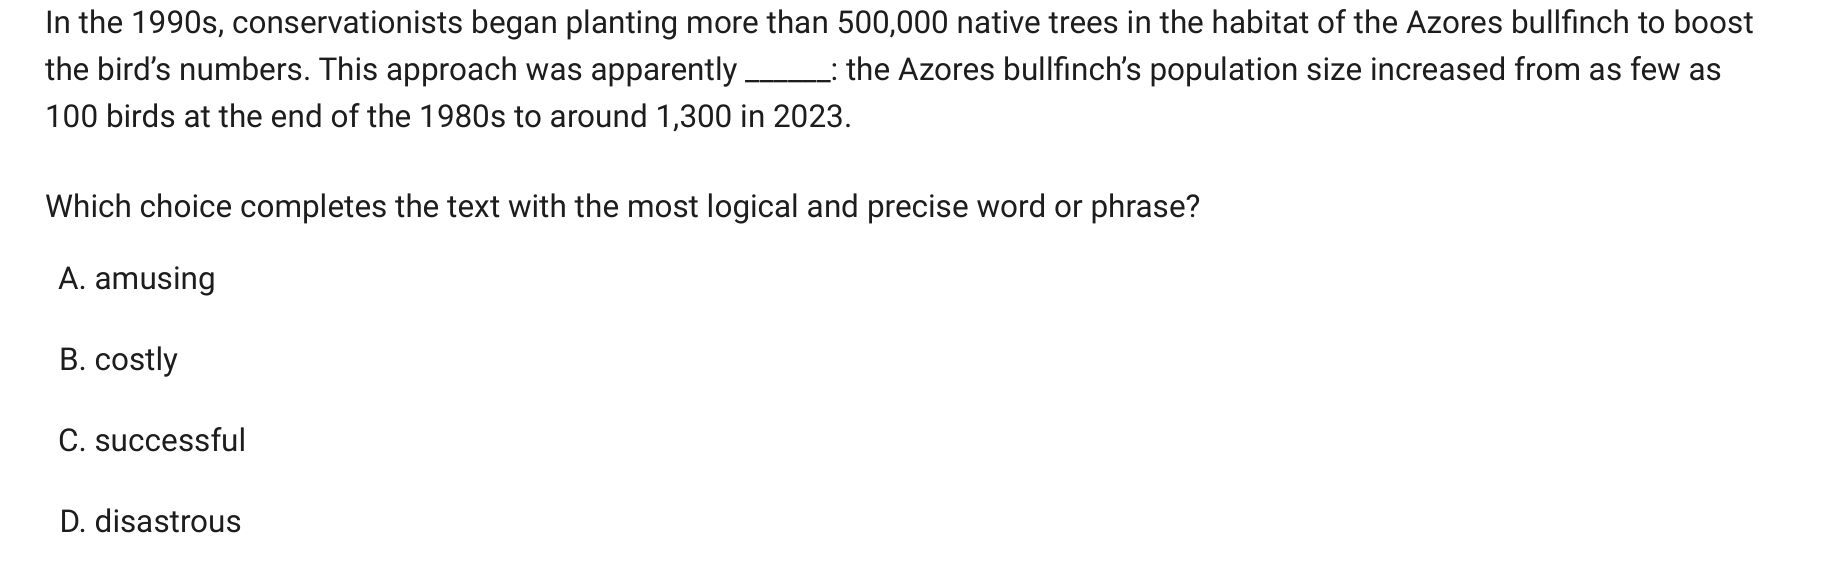 In the 1990s, conservationists began planting more than 500,000 native trees in the habitat of the Azores bullfinch to boost
the bird's numbers. This approach was apparently ______: the Azores bullfinch's population size increased from as few as
100 birds at the end of the 1980s to around 1,300 in 2023.
Which choice completes the text with the most logical and precise word or phrase?
A. amusing
B. costly
C. successful
D. disastrous